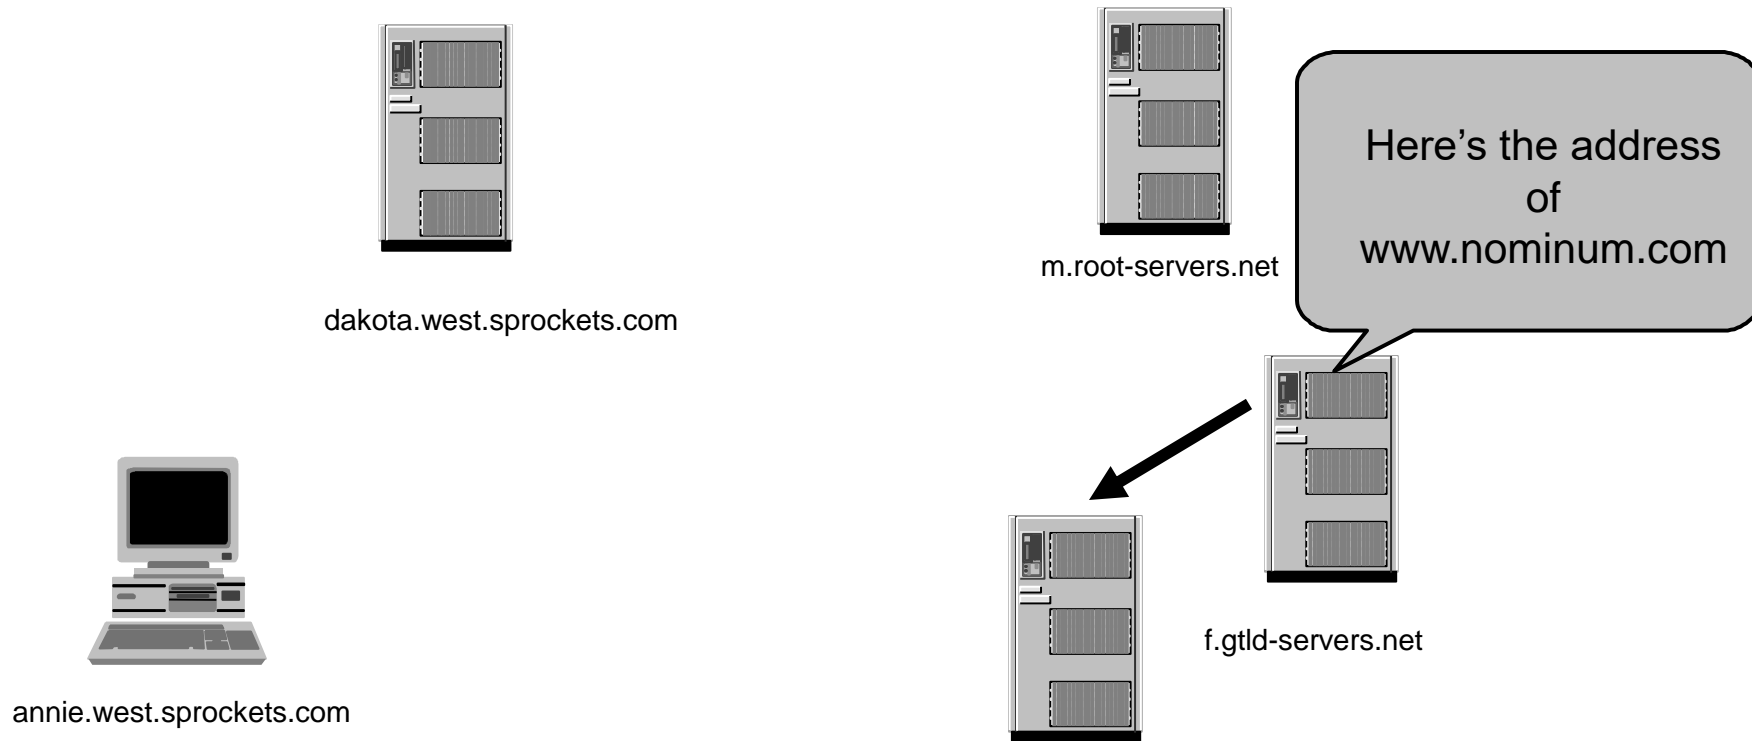 Here’s the address
of
www.nominum.com
m.root-servers.net
dakota.west.sprockets.com
f.gtld-servers.net
annie.west.sprockets.com